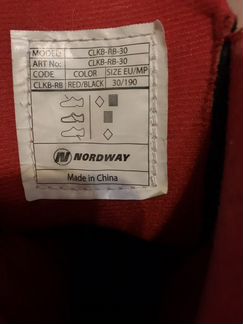 MODEL: CLKB-RB-30
ART No: CLKB-RB-30
CODE COLOR SIZE EU/MP
CLKB-RB RED/BLACK 30/190
NORDWAY
Made in China